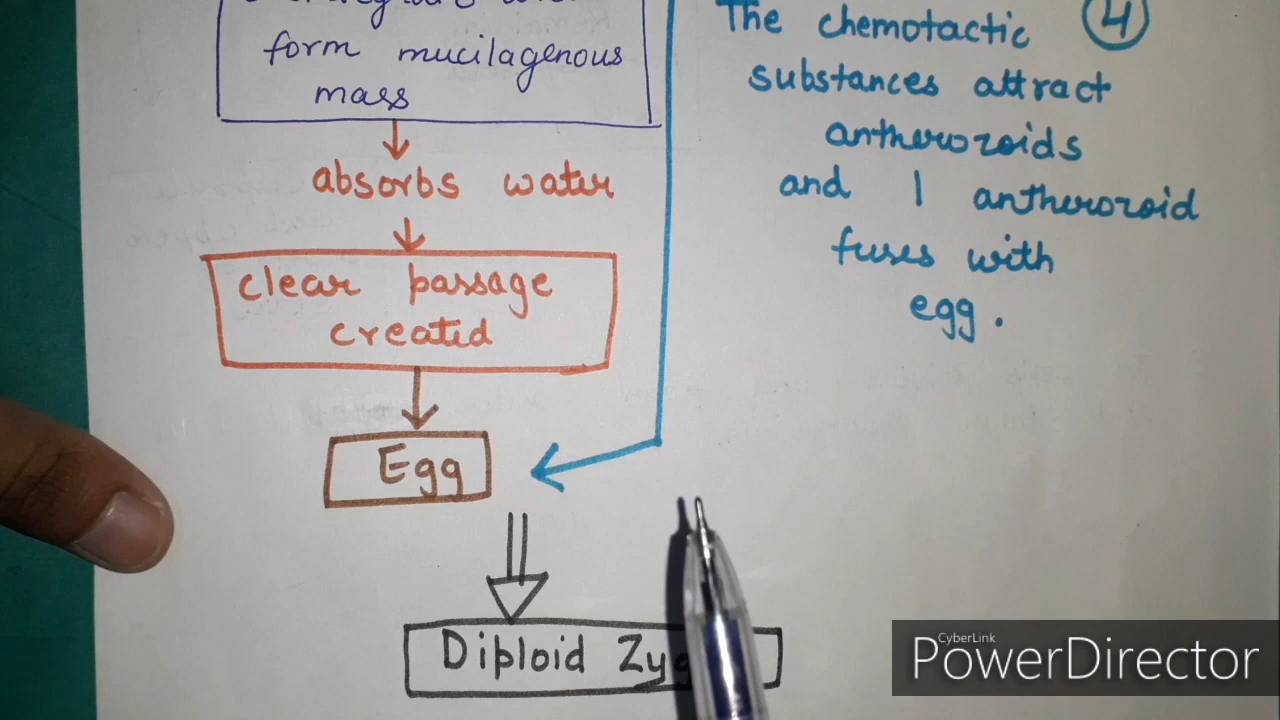 form mucilagenous
mass
absorbs water
clear passage
created
Egg
Diploid
The chemotactic 4
substances attract
antherozoids
and 1 antherozoid
fuses with
egg.
CyberLink
PowerDirector